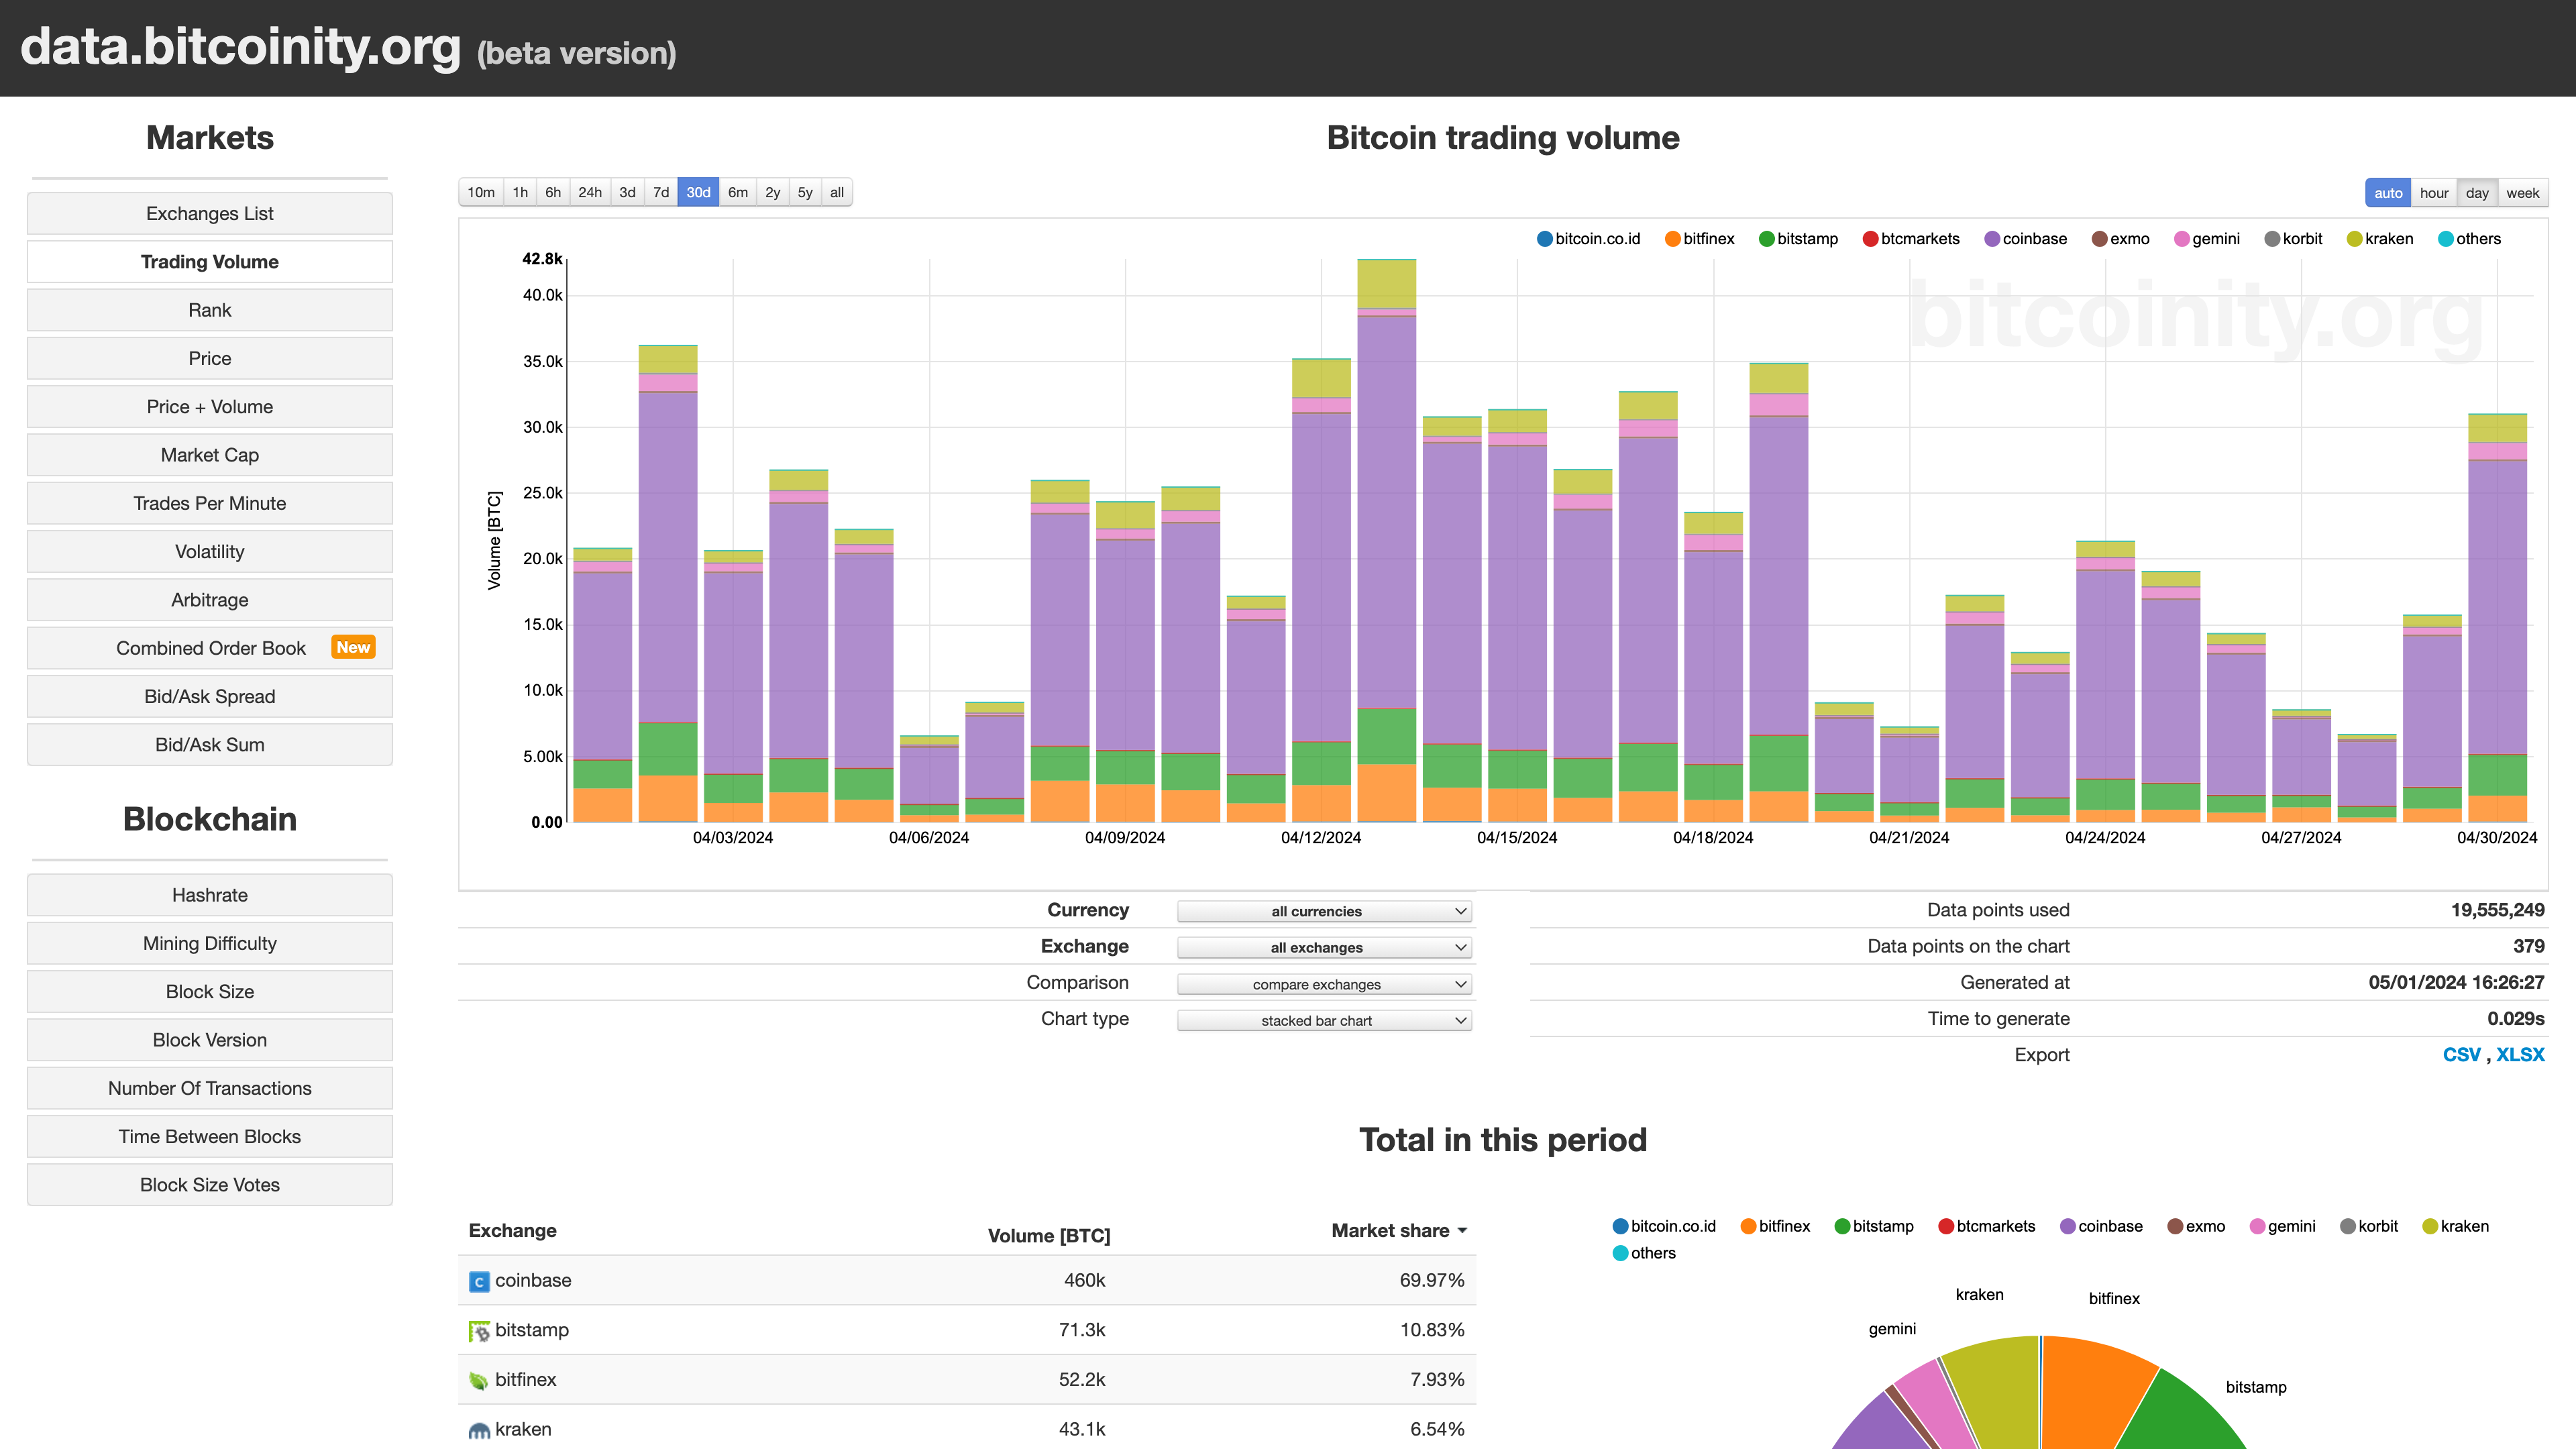 data.bitcoinity.org (beta version)
Markets
Exchanges List
Trading Volume
Rank
Price
Price + Volume
Market Cap
Trades Per Minute
Volatility
Arbitrage
Combined Order Book New
Bid/Ask Spread
Bid/Ask Sum
Blockchain
Hashrate
Mining Difficulty
Block Size
Block Version
Number Of Transactions
Time Between Blocks
Block Size Votes
Bitcoin trading volume
10m 1h 6h 24h 3d 7d 30d 6m 2y 5y all
auto hour day week
bitcoin.co.id bitfinex bitstamp btcmarkets coinbase exmo gemini korbit kraken others
bitcoinity.org
Volume [BTC]
42.8k
40.0k
35.0k
30.0k
25.0k
20.0k
15.0k
10.0k
5.00k
0.00
04/03/2024 04/06/2024 04/09/2024 04/12/2024 04/15/2024 04/18/2024 04/21/2024 04/24/2024 04/27/2024 04/30/2024
Currency all currencies
Exchange all exchanges
Comparison compare exchanges
Chart type stacked bar chart
Data points used 19,555,249
Data points on the chart 379
Generated at 05/01/2024 16:26:27
Time to generate 0.029s
Export CSV , XLSX
Total in this period
Exchange Volume [BTC] Market share
C coinbase 460k 69.97%
bitstamp 71.3k 10.83%
bitfinex 52.2k 7.93%
kraken 43.1k 6.54%
bitcoin.co.id bitfinex bitstamp btcmarkets coinbase exmo gemini korbit kraken
others
kraken
bitfinex
gemini
bitstamp